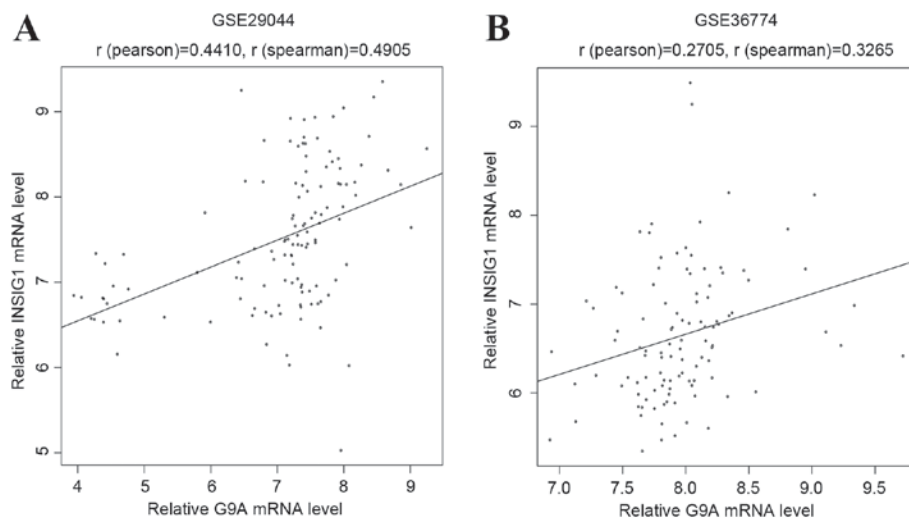 A
GSE29044
r (pearson)=0.4410, r (spearman)=0.4905
Relative INSIG1 mRNA level
9
8
7
6
5
4
5
6
7
8
9
Relative G9A mRNA level
B
GSE36774
r (pearson)=0.2705, r (spearman)=0.3265
Relative INSIG1 mRNA level
9
8
7
6
7.0
7.5
8.0
8.5
9.0
9.5
Relative G9A mRNA level